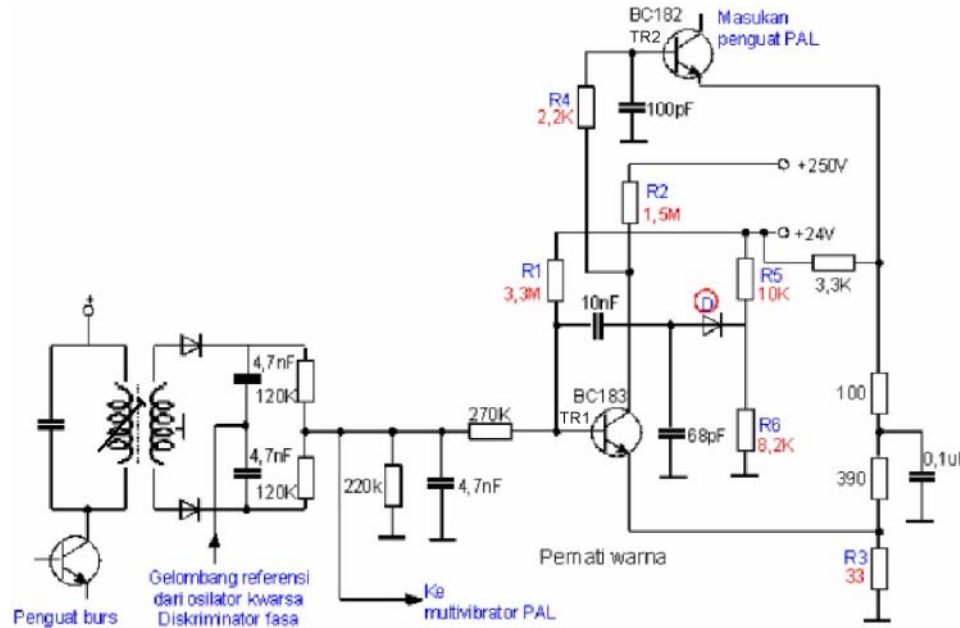 BC182
TR2
Masukan
penguat PAL
R4
2,2K
100pF
+250V
R2
1,5M
+24V
R1
3,3M
R5
10K
3,3K
10nF
D
+
4,7nF
120K
270K
BC183
TR1
68pF
R6
8,2K
100
4,7nF
120K
220k
4,7nF
390
0,1u
Pemati warna
R3
33
Gelombang referensi
dari osilator kwarsa
Diskriminator fasa
Ke
multivibrator PAL
Penguat burs